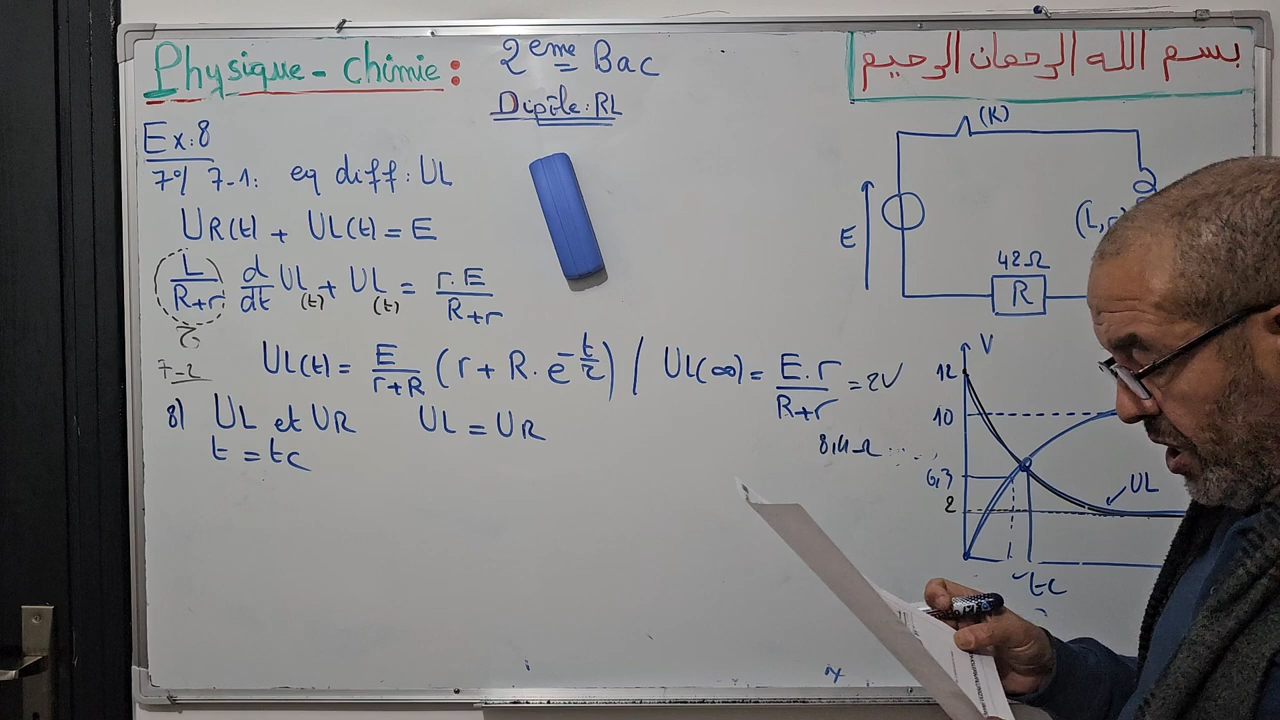 Physique - Chimie :
2eme Bac
Dipôle: RL
بسم الله الرحمان الرحيم
Ex: 8
7°/ 7-1: eq diff: UL
UR(t) + UL(t) = E
L/(R+r) d/dt UL(t) + UL(t) = r.E/(R+r)
τ
7-2 UL(t) = E/(r+R) (r + R.e^(-t/τ)) / UL(∞) = E.r/(R+r) = 2V
8) UL et UR UL = UR
t = tc
(K)
E
(L,
42Ω
R
V
12
10
6,3
2
UL
tc